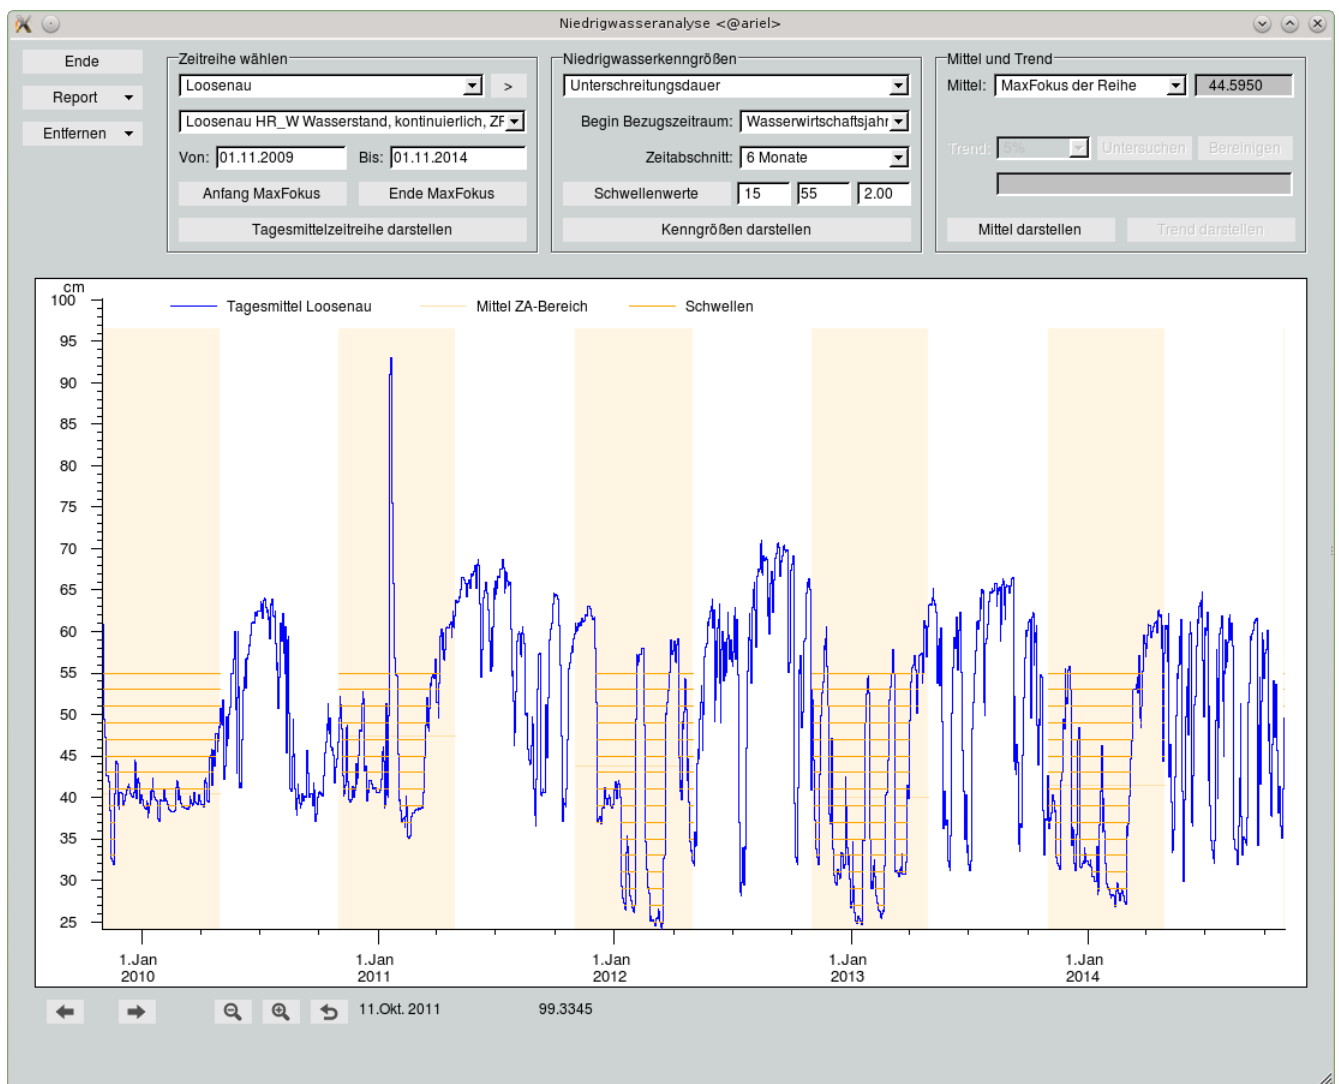 Niedrigwasseranalyse <@ariel>
Ende
Report
Entfernen
Zeitreihe wählen
Loosenau
>
Loosenau HR_W Wasserstand, kontinuierlich, ZF
Von: 01.11.2009 Bis: 01.11.2014
Anfang MaxFokus Ende MaxFokus
Tagesmittelzeitreihe darstellen
Niedrigwasserkenngrößen
Unterschreitungsdauer
Begin Bezugszeitraum: Wasserwirtschaftsjahr
Zeitabschnitt: 6 Monate
Schwellenwerte 15 55 2.00
Kenngrößen darstellen
Mittel und Trend
Mittel: MaxFokus der Reihe 44.5950
Trend: 5% Untersuchen Bereinigen
Mittel darstellen Trend darstellen
cm
Tagesmittel Loosenau Mittel ZA-Bereich Schwellen
100
95
90
85
80
75
70
65
60
55
50
45
40
35
30
25
1.Jan 1.Jan 1.Jan 1.Jan 1.Jan
2010 2011 2012 2013 2014
11.Okt. 2011 99.3345